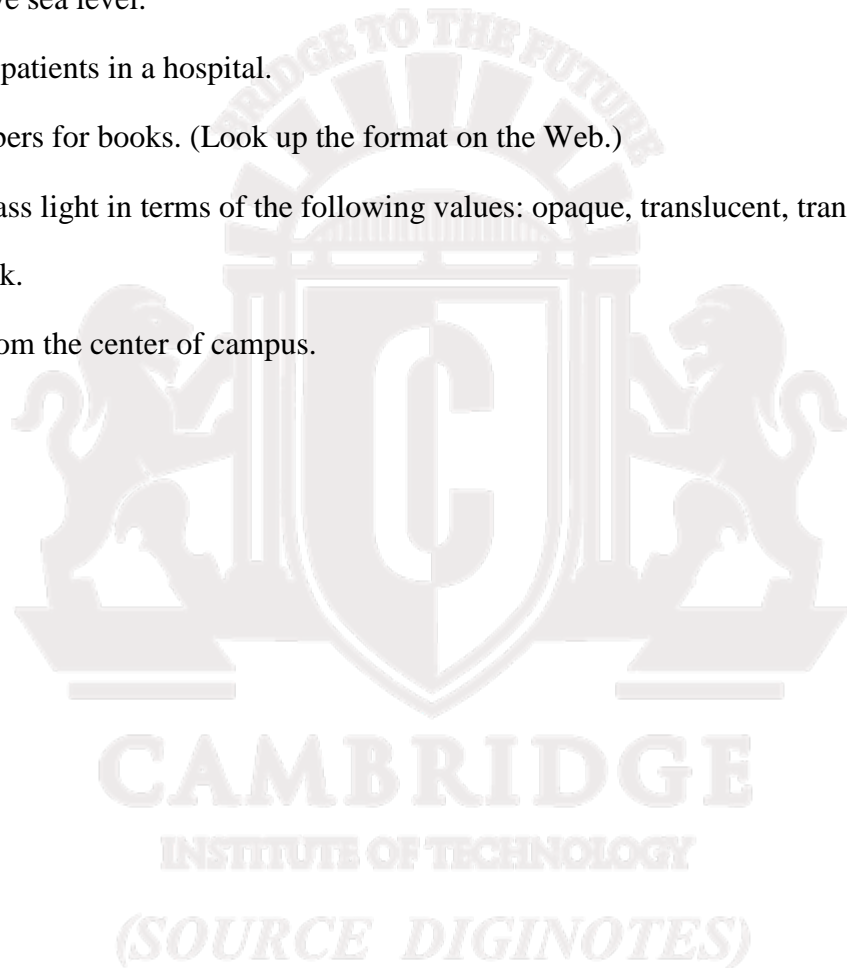 e sea level.
patients in a hospital.
bers for books. (Look up the format on the Web.)
ass light in terms of the following values: opaque, translucent, tran
k.
om the center of campus.
BRIDGE TO THE FUTURE
C
CAMBRIDGE
INSTITUTE OF TECHNOLOGY
(SOURCE DIGINOTES)